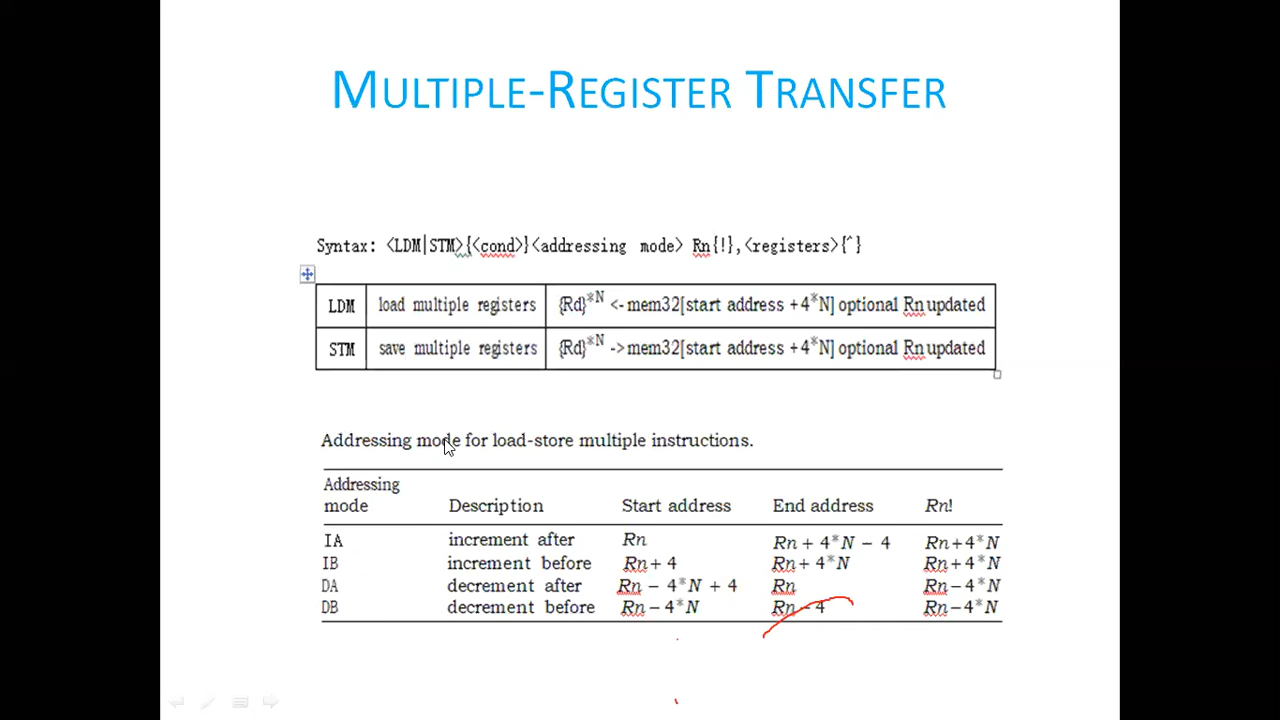 MULTIPLE-REGISTER TRANSFER
Syntax: <LDM|STM>{<cond>}<addressing mode> Rn{!},<registers>{^}
LDM load multiple registers {Rd}*N <-mem32[start address +4*N] optional Rn updated
STM save multiple registers {Rd}*N ->mem32[start address +4*N] optional Rn updated
Addressing mode for load-store multiple instructions.
Addressing
mode Description Start address End address Rn!
IA increment after Rn Rn + 4*N − 4 Rn+4*N
IB increment before Rn+4 Rn+4*N Rn+4*N
DA decrement after Rn − 4*N + 4 Rn Rn−4*N
DB decrement before Rn−4*N Rn−4 Rn−4*N